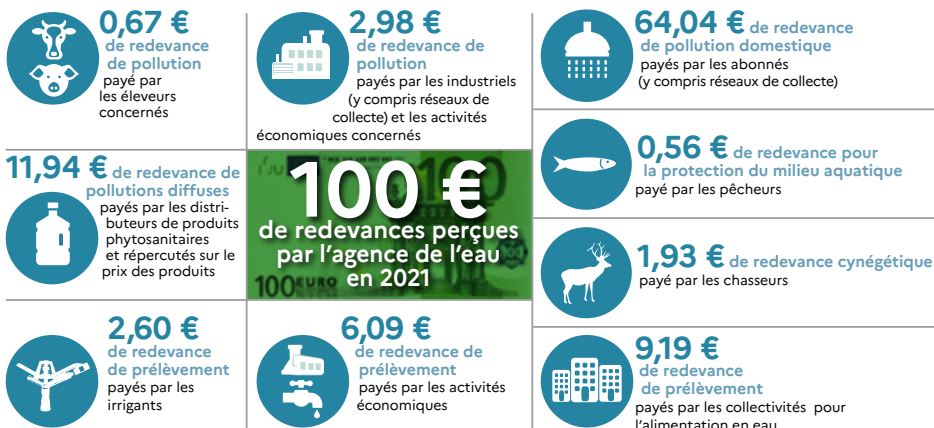 0,67 €
de redevance
de pollution
payé par
les éleveurs
concernés
2,98 €
de redevance de
pollution
payés par les industriels
(y compris réseaux de
collecte) et les activités
économiques concernés
64,04 € de redevance
de pollution domestique
payés par les abonnés
(y compris réseaux de collecte)
0,56 € de redevance pour
la protection du milieu aquatique
payé par les pêcheurs
11,94 € de redevance de
pollutions diffuses
payés par les distri-
buteurs de produits
phytosanitaires
et répercutés sur le
prix des produits
100 €
de redevances perçues
par l'agence de l'eau
en 2021
100 EURO
1,93 € de redevance cynégétique
payé par les chasseurs
2,60 €
de redevance
de prélèvement
payés par les
irrigants
6,09 €
de redevance de
prélèvement
payés par les activités
économiques
9,19 €
de redevance
de prélèvement
payés par les collectivités pour
l'alimentation en eau